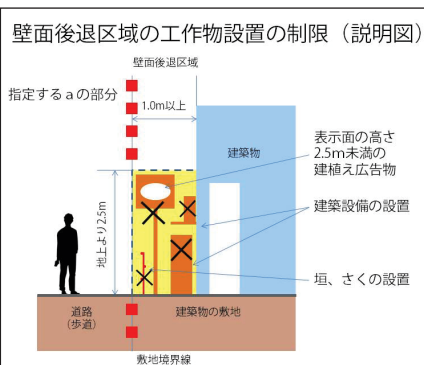 壁面後退区域の工作物設置の制限（説明図）
壁面後退区域
指定するaの部分
1.0m以上
建築物
表示面の高さ
2.5m未満の
建植え広告物
建築設備の設置
地上より2.5m
垣、さくの設置
道路
（歩道）
建築物の敷地
敷地境界線